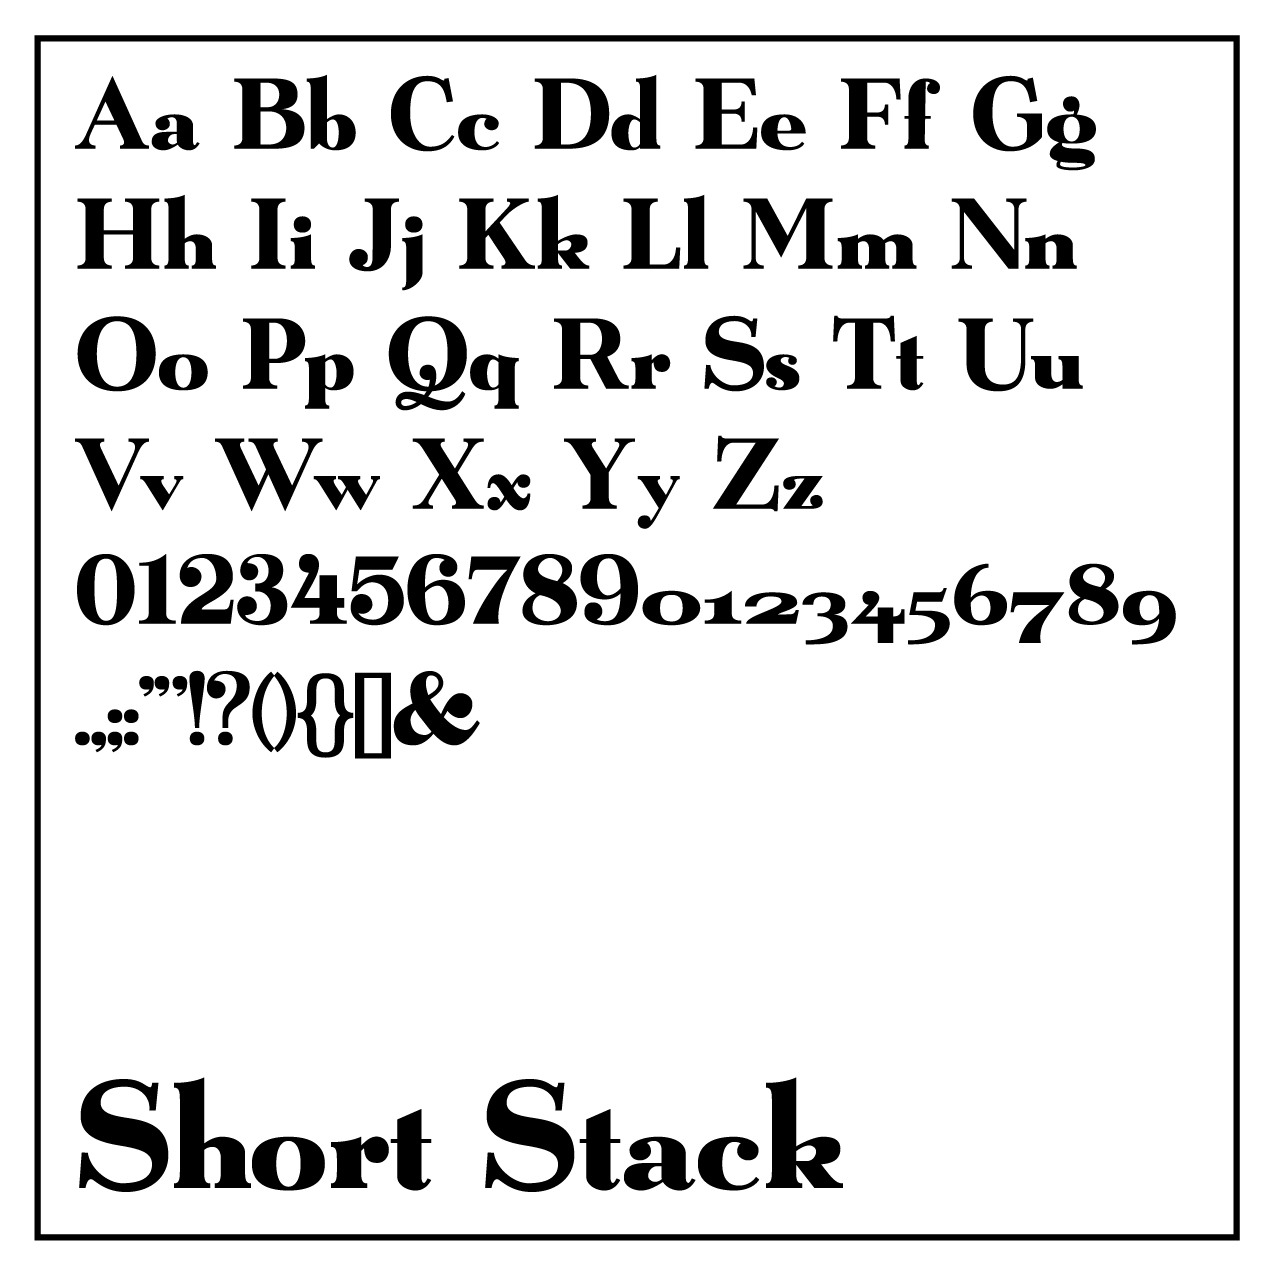 Aa Bb Cc Dd Ee Ff Gg
Hh Ii Jj Kk Ll Mm Nn
Oo Pp Qq Rr Ss Tt Uu
Vv Ww Xx Yy Zz
01234567890123456789
.,;:”’!?(){}[]&
Short Stack